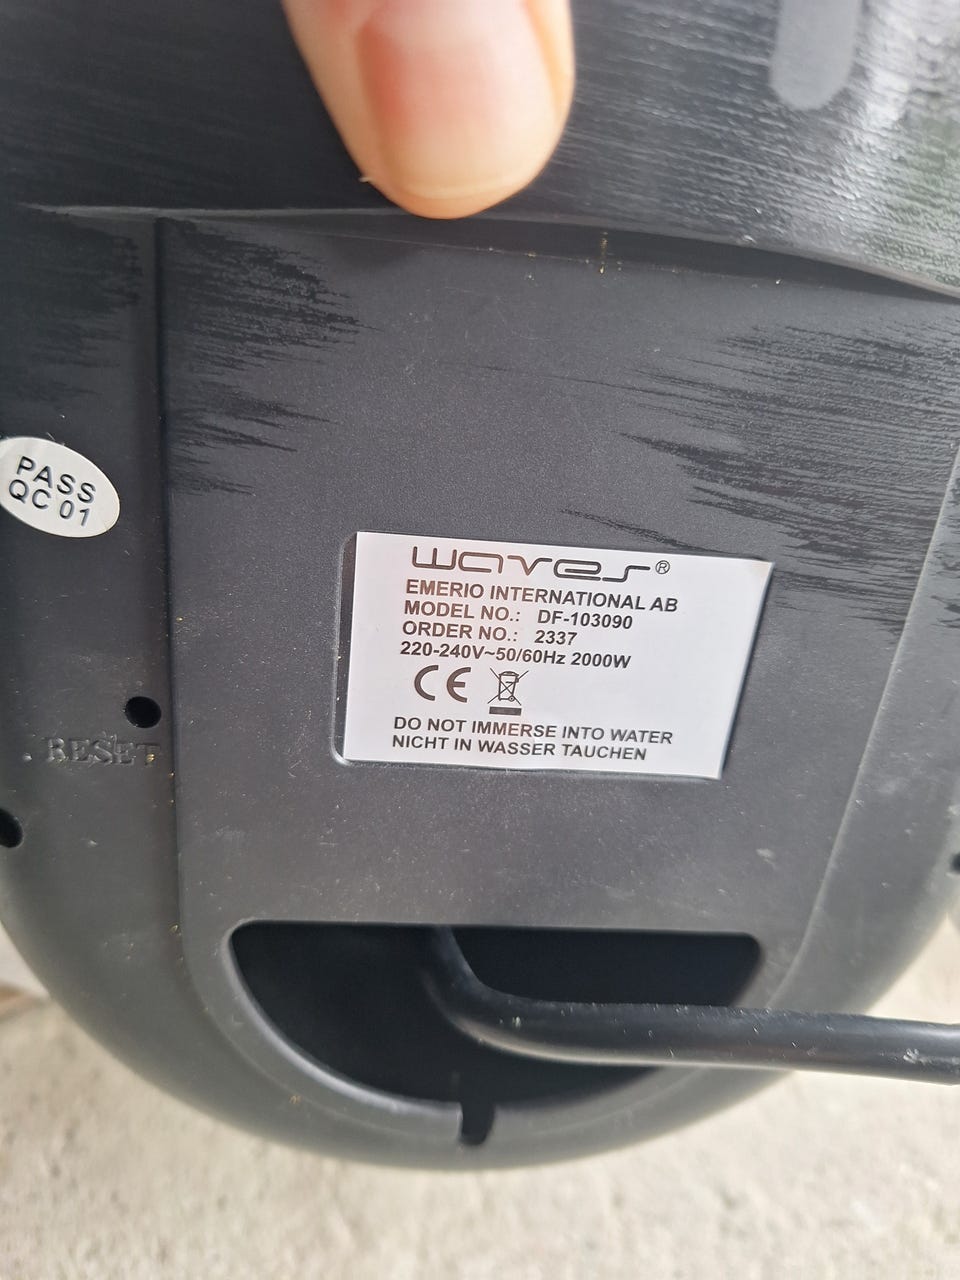 PASS
QC 01
waves®
EMERIO INTERNATIONAL AB
MODEL NO.: DF-103090
ORDER NO.: 2337
220-240V~50/60Hz 2000W
CE
DO NOT IMMERSE INTO WATER
NICHT IN WASSER TAUCHEN
RESET